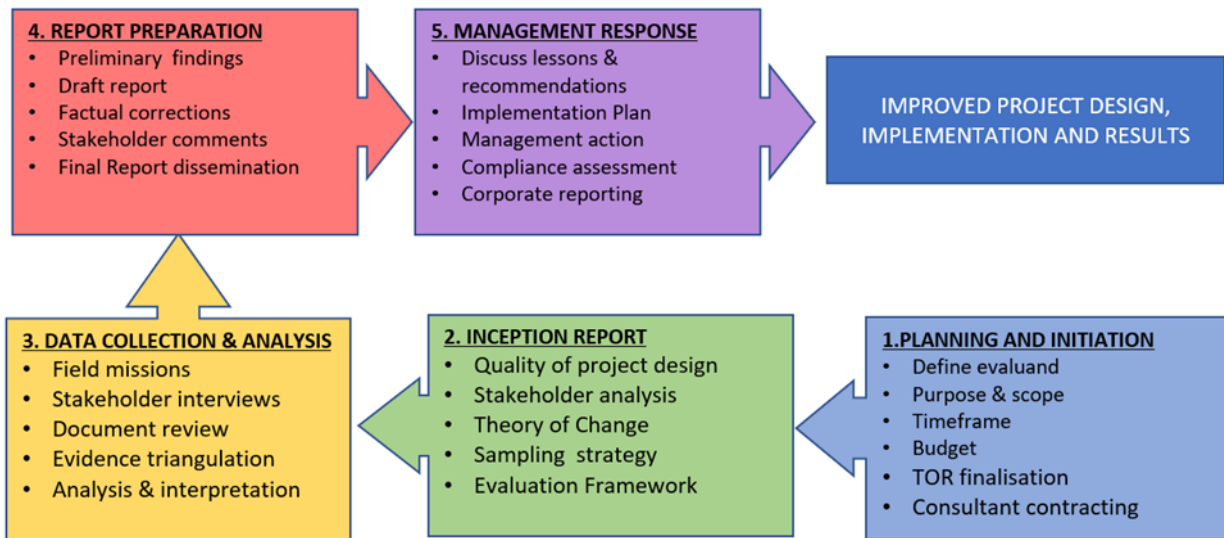 4. REPORT PREPARATION
• Preliminary findings
• Draft report
• Factual corrections
• Stakeholder comments
• Final Report dissemination
5. MANAGEMENT RESPONSE
• Discuss lessons &
recommendations
• Implementation Plan
• Management action
• Compliance assessment
• Corporate reporting
IMPROVED PROJECT DESIGN,
IMPLEMENTATION AND RESULTS
3. DATA COLLECTION & ANALYSIS
• Field missions
• Stakeholder interviews
• Document review
• Evidence triangulation
• Analysis & interpretation
2. INCEPTION REPORT
• Quality of project design
• Stakeholder analysis
• Theory of Change
• Sampling strategy
• Evaluation Framework
1.PLANNING AND INITIATION
• Define evaluand
• Purpose & scope
• Timeframe
• Budget
• TOR finalisation
• Consultant contracting